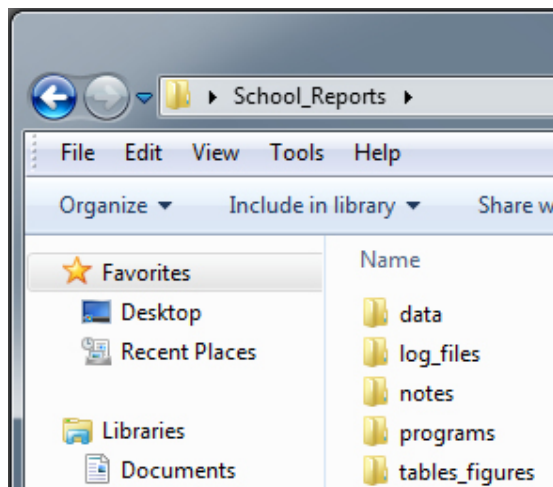 School_Reports
File Edit View Tools Help
Organize Include in library Share w
Favorites
Desktop
Recent Places
Libraries
Documents
Name
data
log_files
notes
programs
tables_figures